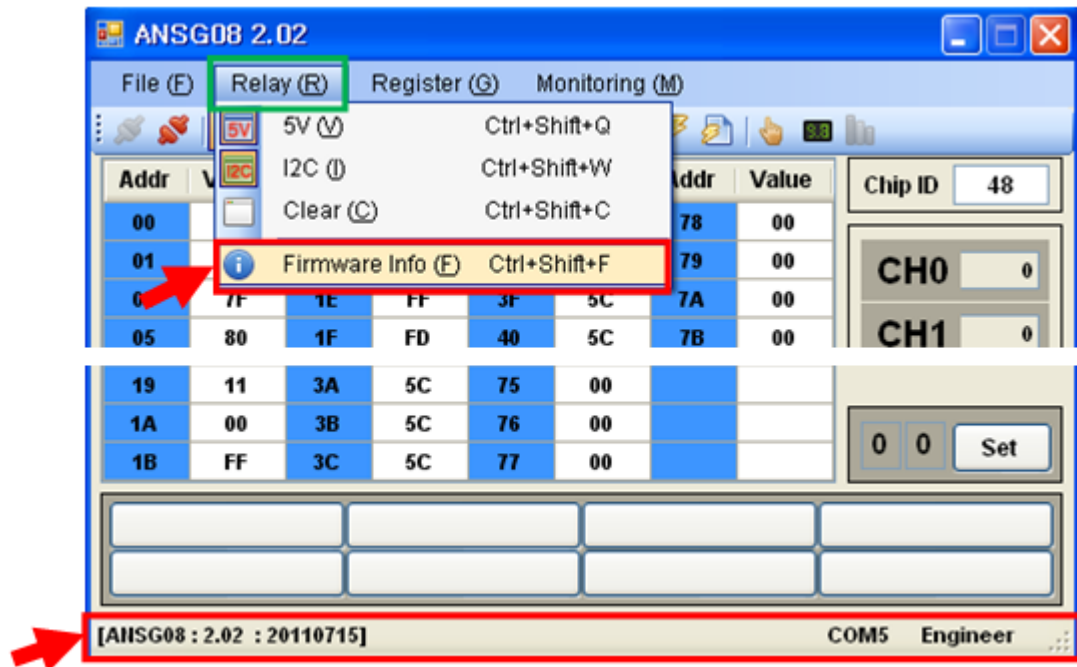 ANSG08 2.02
File (F) Relay (R) Register (G) Monitoring (M)
5V 5V (V) Ctrl+Shift+Q
I2C I2C (I) Ctrl+Shift+W
Clear (C) Ctrl+Shift+C
Firmware Info (F) Ctrl+Shift+F
Addr Addr Value Chip ID 48
00 78 00
01 79 00
7F 1E FF 3F 5C 7A 00
CH0 0
05 80 1F FD 40 5C 7B 00
CH1 0
19 11 3A 5C 75 00
1A 00 3B 5C 76 00
1B FF 3C 5C 77 00
0 0 Set
[ANSG08 : 2.02 : 20110715] COM5 Engineer